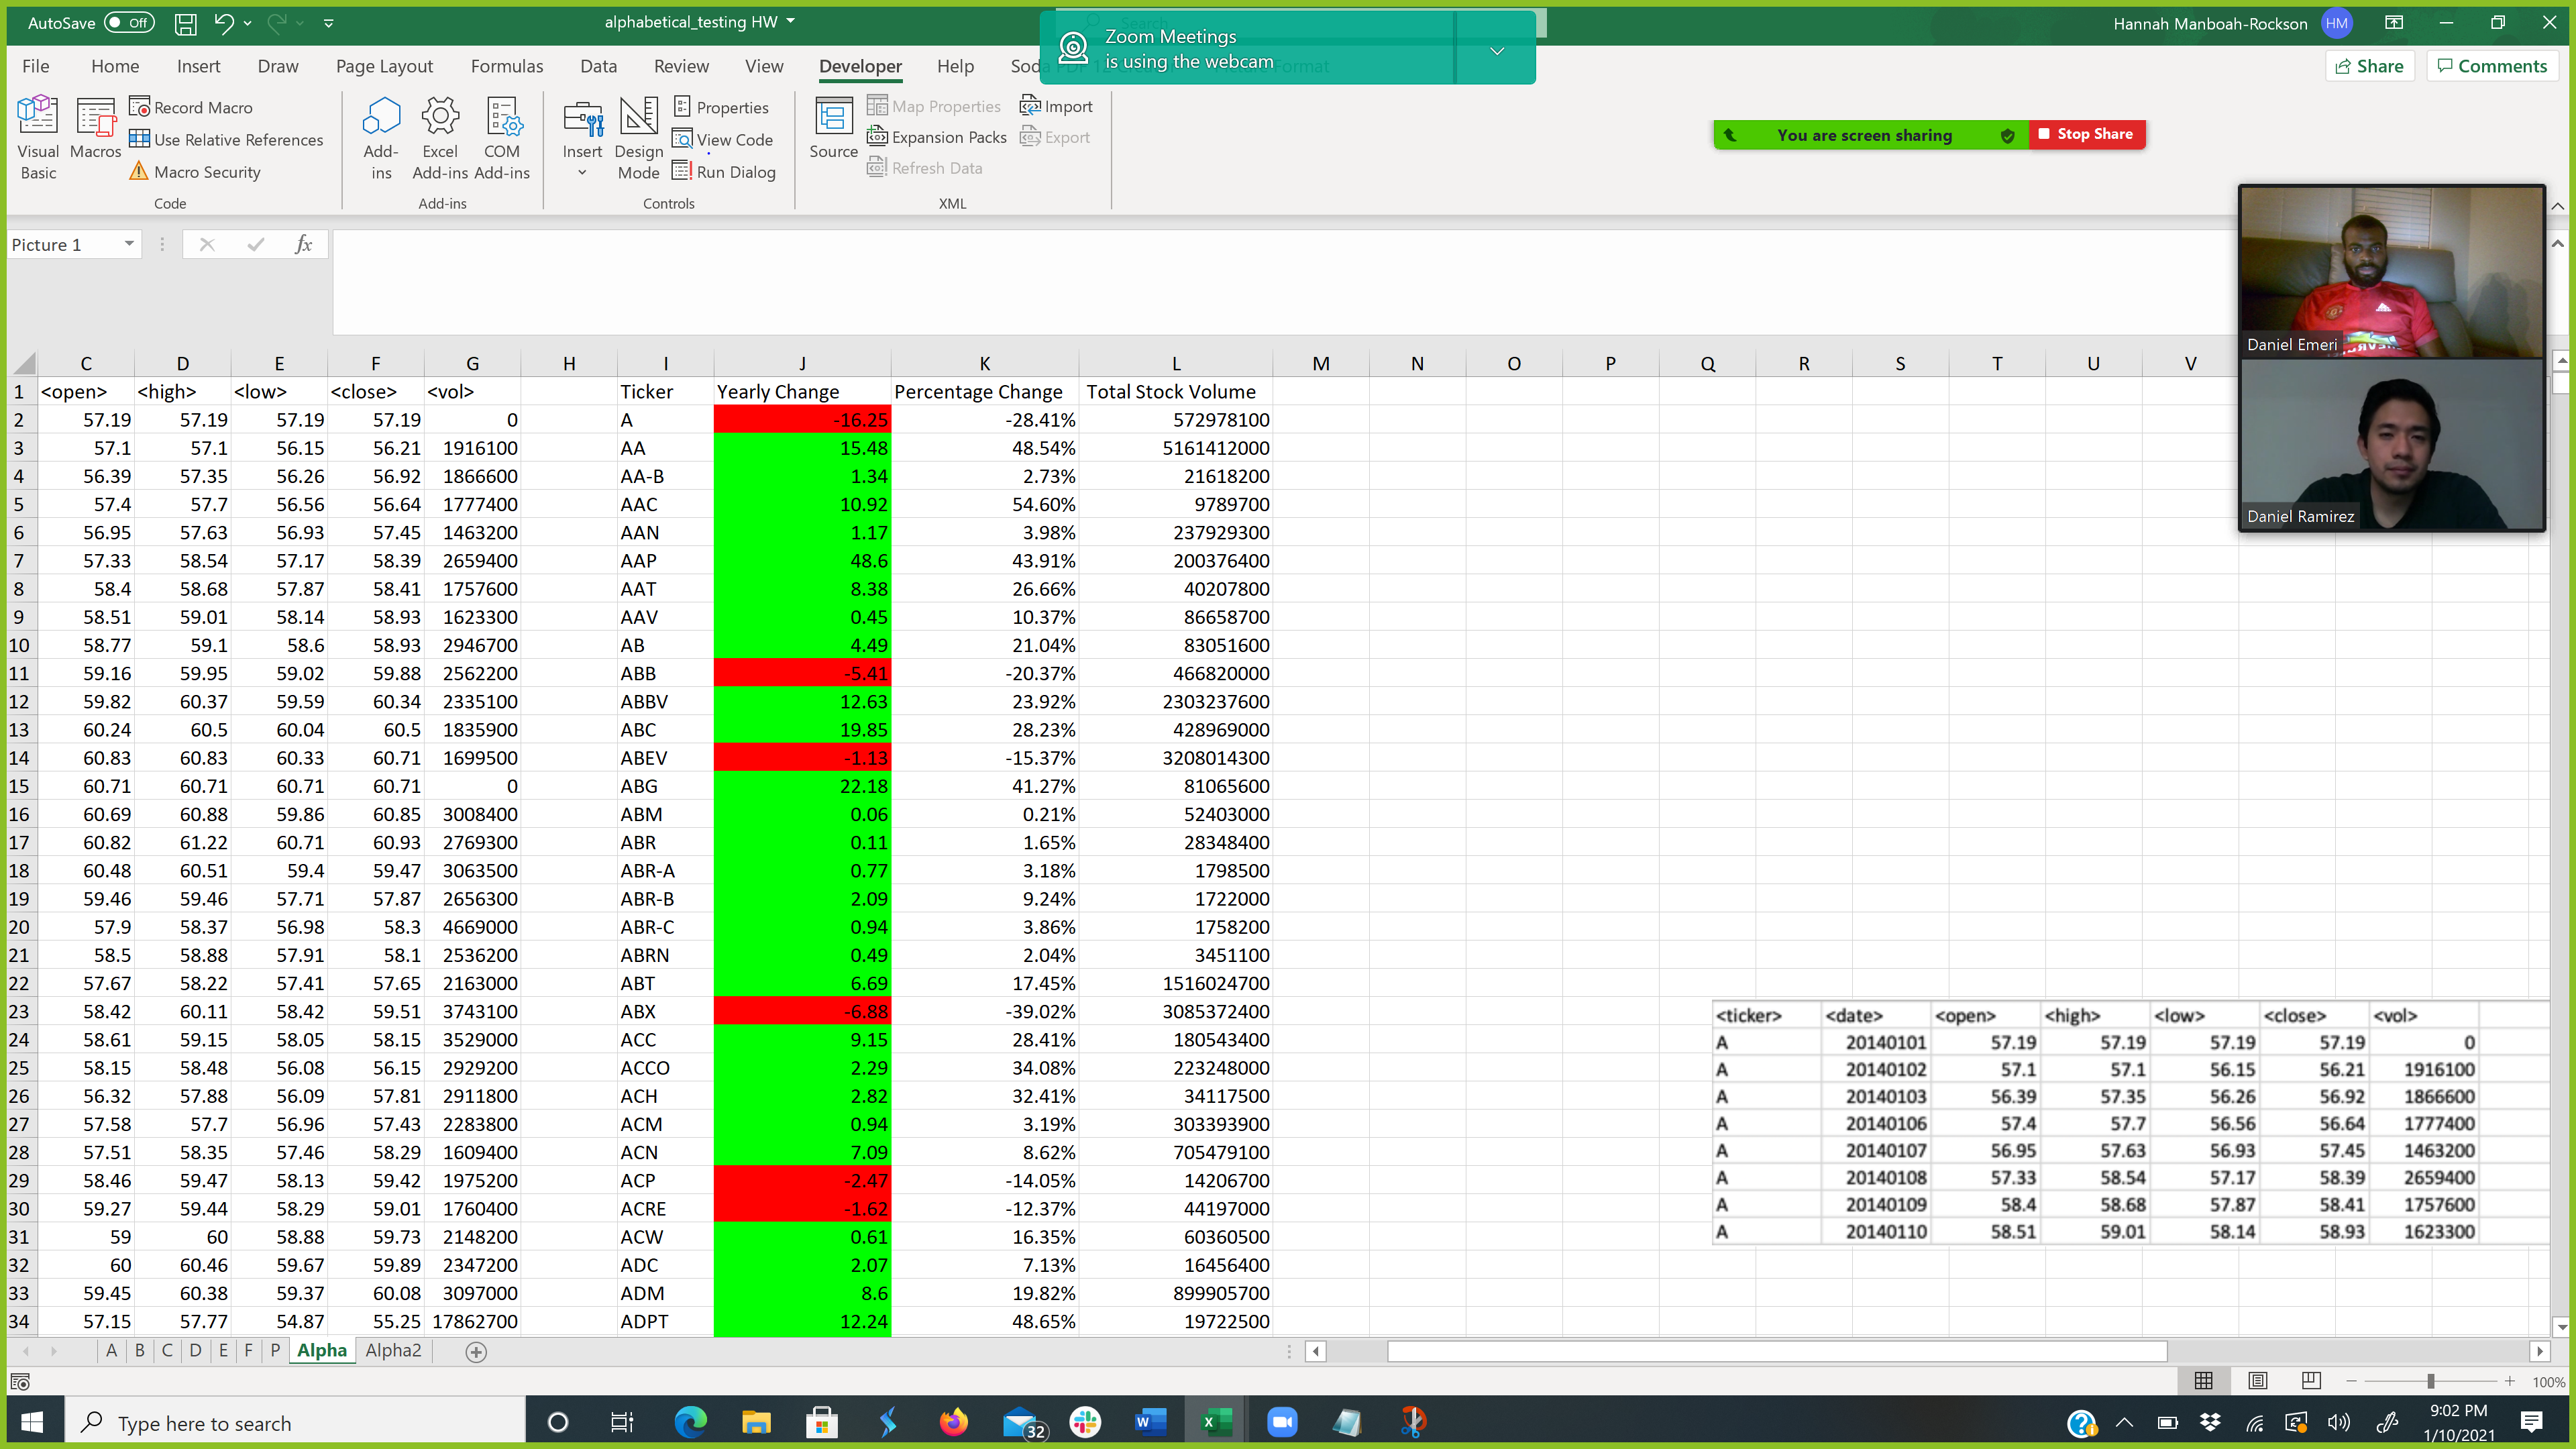 AutoSave Off
alphabetical_testing HW
Zoom Meetings
is using the webcam
Hannah Manboah-Rockson HM
File Home Insert Draw Page Layout Formulas Data Review View Developer Help
Share Comments
Visual Basic
Macros
Record Macro
Use Relative References
Macro Security
Code
Add-ins
Excel Add-ins
COM Add-ins
Add-ins
Insert
Design Mode
Properties
View Code
Run Dialog
Controls
Source
Map Properties
Expansion Packs
Refresh Data
Import
Export
XML
You are screen sharing Stop Share
Daniel Emeri
Daniel Ramirez
Picture 1 fx
C D E F G H I J K L M N O P Q R S T U V
1 <open> <high> <low> <close> <vol> Ticker Yearly Change Percentage Change Total Stock Volume
2 57.19 57.19 57.19 57.19 0 A -16.25 -28.41% 572978100
3 57.1 57.1 56.15 56.21 1916100 AA 15.48 48.54% 5161412000
4 56.39 57.35 56.26 56.92 1866600 AA-B 1.34 2.73% 21618200
5 57.4 57.7 56.56 56.64 1777400 AAC 10.92 54.60% 9789700
6 56.95 57.63 56.93 57.45 1463200 AAN 1.17 3.98% 237929300
7 57.33 58.54 57.17 58.39 2659400 AAP 48.6 43.91% 200376400
8 58.4 58.68 57.87 58.41 1757600 AAT 8.38 26.66% 40207800
9 58.51 59.01 58.14 58.93 1623300 AAV 0.45 10.37% 86658700
10 58.77 59.1 58.6 58.93 2946700 AB 4.49 21.04% 83051600
11 59.16 59.95 59.02 59.88 2562200 ABB -5.41 -20.37% 466820000
12 59.82 60.37 59.59 60.34 2335100 ABBV 12.63 23.92% 2303237600
13 60.24 60.5 60.04 60.5 1835900 ABC 19.85 28.23% 428969000
14 60.83 60.83 60.33 60.71 1699500 ABEV -1.13 -15.37% 3208014300
15 60.71 60.71 60.71 60.71 0 ABG 22.18 41.27% 81065600
16 60.69 60.88 59.86 60.85 3008400 ABM 0.06 0.21% 52403000
17 60.82 61.22 60.71 60.93 2769300 ABR 0.11 1.65% 28348400
18 60.48 60.51 59.4 59.47 3063500 ABR-A 0.77 3.18% 1798500
19 59.46 59.46 57.71 57.87 2656300 ABR-B 2.09 9.24% 1722000
20 57.9 58.37 56.98 58.3 4669000 ABR-C 0.94 3.86% 1758200
21 58.5 58.88 57.91 58.1 2536200 ABRN 0.49 2.04% 3451100
22 57.67 58.22 57.41 57.65 2163000 ABT 6.69 17.45% 1516024700
23 58.42 60.11 58.42 59.51 3743100 ABX -6.88 -39.02% 3085372400
24 58.61 59.15 58.05 58.15 3529000 ACC 9.15 28.41% 180543400
25 58.15 58.48 56.08 56.15 2929200 ACCO 2.29 34.08% 223248000
26 56.32 57.88 56.09 57.81 2911800 ACH 2.82 32.41% 34117500
27 57.58 57.7 56.96 57.43 2283800 ACM 0.94 3.19% 303393900
28 57.51 58.35 57.46 58.29 1609400 ACN 7.09 8.62% 705479100
29 58.46 59.47 58.13 59.42 1975200 ACP -2.47 -14.05% 14206700
30 59.27 59.44 58.29 59.01 1760400 ACRE -1.62 -12.37% 44197000
31 59 60 58.88 59.73 2148200 ACW 0.61 16.35% 60360500
32 60 60.46 59.67 59.89 2347200 ADC 2.07 7.13% 16456400
33 59.45 60.38 59.37 60.08 3097000 ADM 8.6 19.82% 899905700
34 57.15 57.77 54.87 55.25 17862700 ADPT 12.24 48.65% 19722500
<ticker> <date> <open> <high> <low> <close> <vol>
A 20140101 57.19 57.19 57.19 57.19 0
A 20140102 57.1 57.1 56.15 56.21 1916100
A 20140103 56.39 57.35 56.26 56.92 1866600
A 20140106 57.4 57.7 56.56 56.64 1777400
A 20140107 56.95 57.63 56.93 57.45 1463200
A 20140108 57.33 58.54 57.17 58.39 2659400
A 20140109 58.4 58.68 57.87 58.41 1757600
A 20140110 58.51 59.01 58.14 58.93 1623300
A B C D E F P Alpha Alpha2
100%
Type here to search
32
9:02 PM
1/10/2021